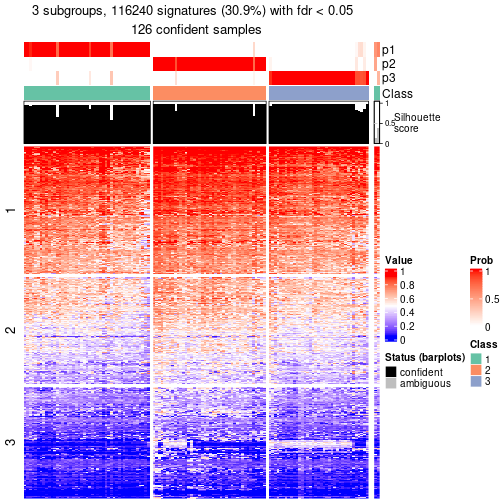 3 subgroups, 116240 signatures (30.9%) with fdr < 0.05
126 confident samples
p1
p2
p3
Class
1
0.5
0
Silhouette
score
1
2
3
Value
1
0.8
0.6
0.4
0.2
0
Status (barplots)
confident
ambiguous
Prob
1
0.5
0
Class
1
2
3